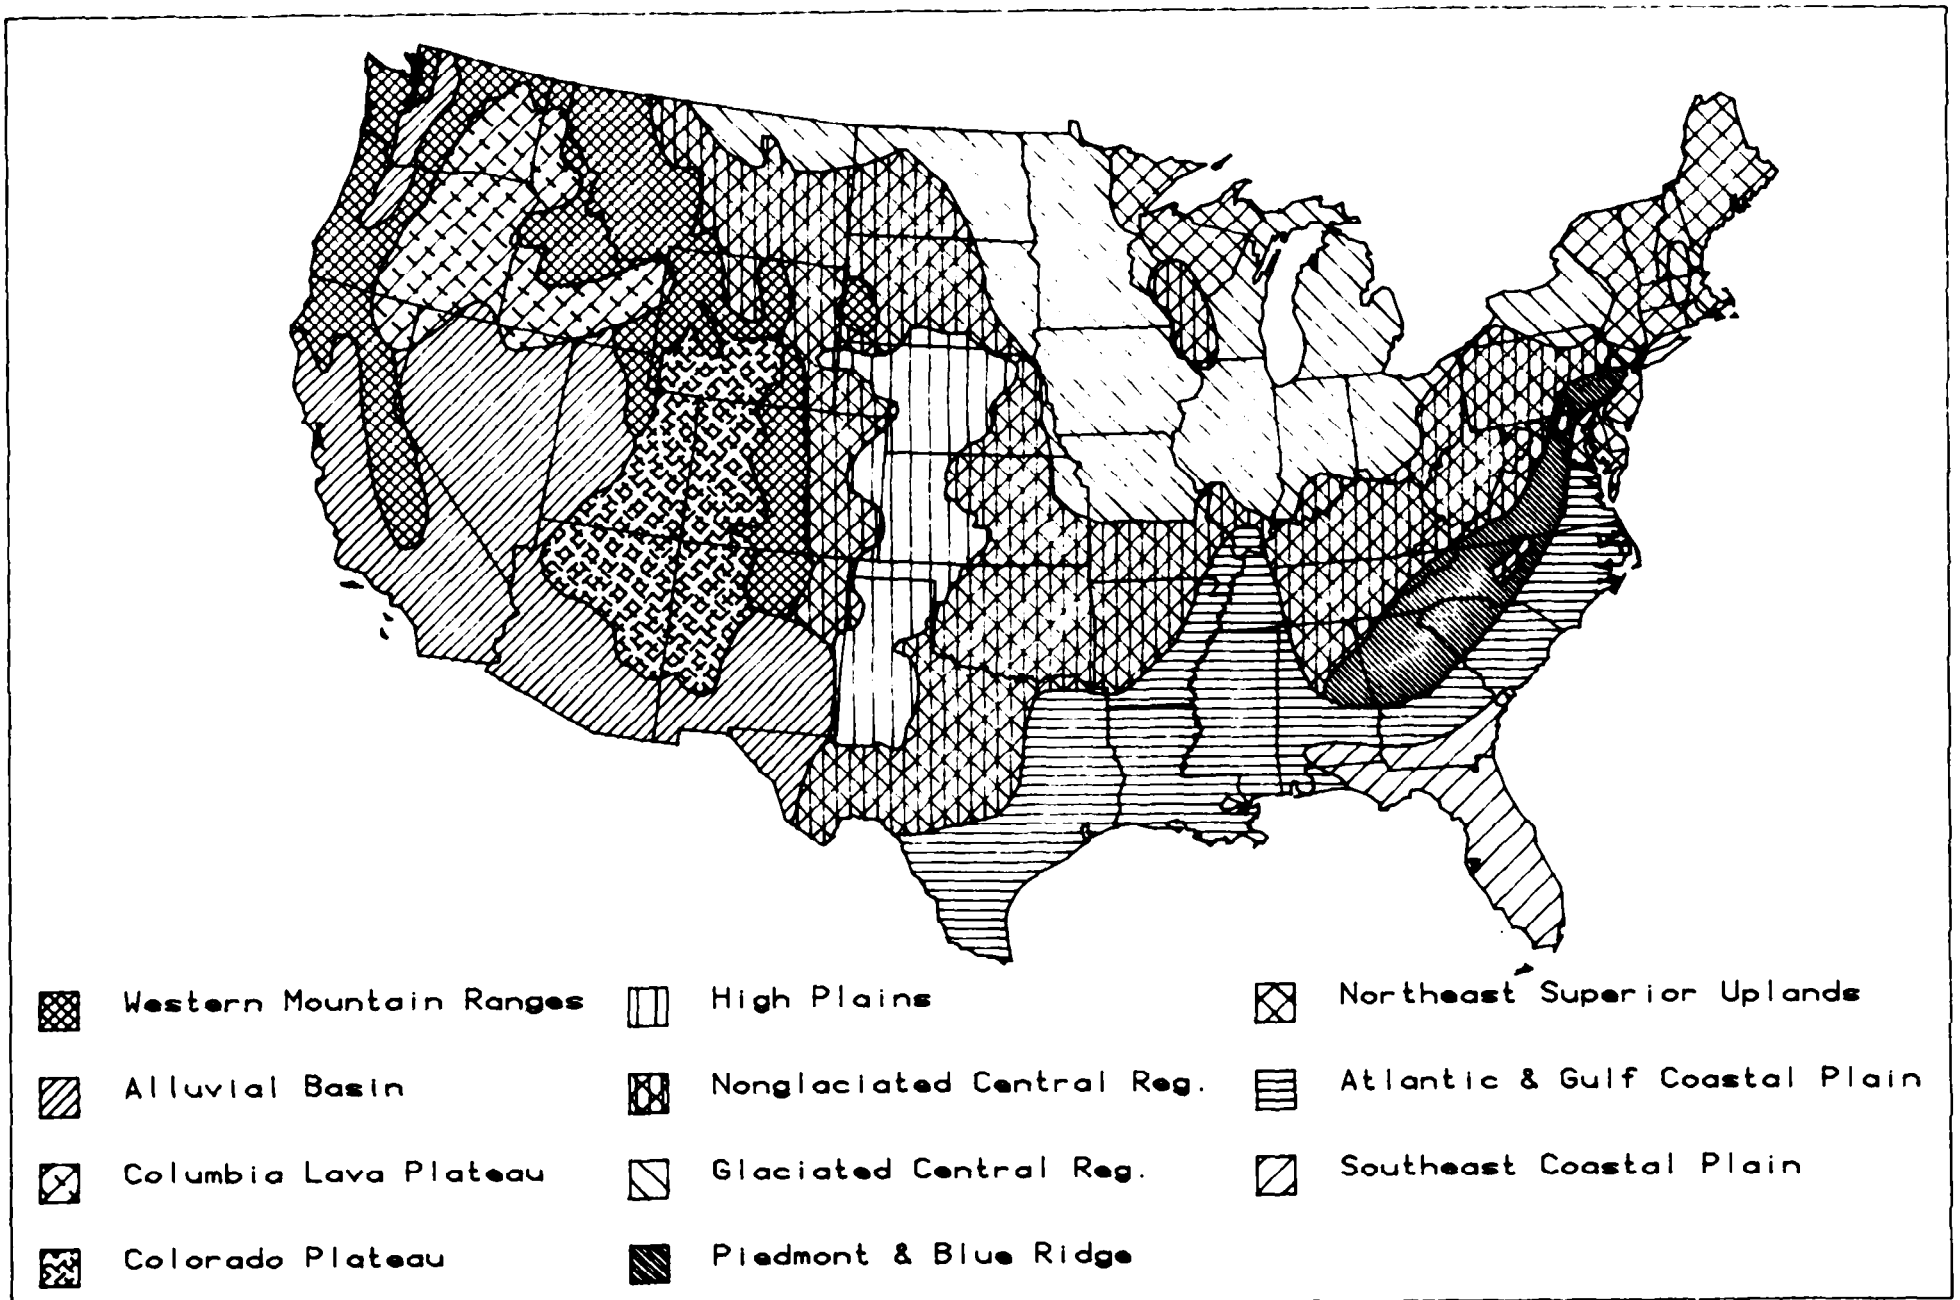 Western Mountain Ranges
Alluvial Basin
Columbia Lava Plateau
Colorado Plateau
High Plains
Nonglaciated Central Reg.
Glaciated Central Reg.
Piedmont & Blue Ridge
Northeast Superior Uplands
Atlantic & Gulf Coastal Plain
Southeast Coastal Plain